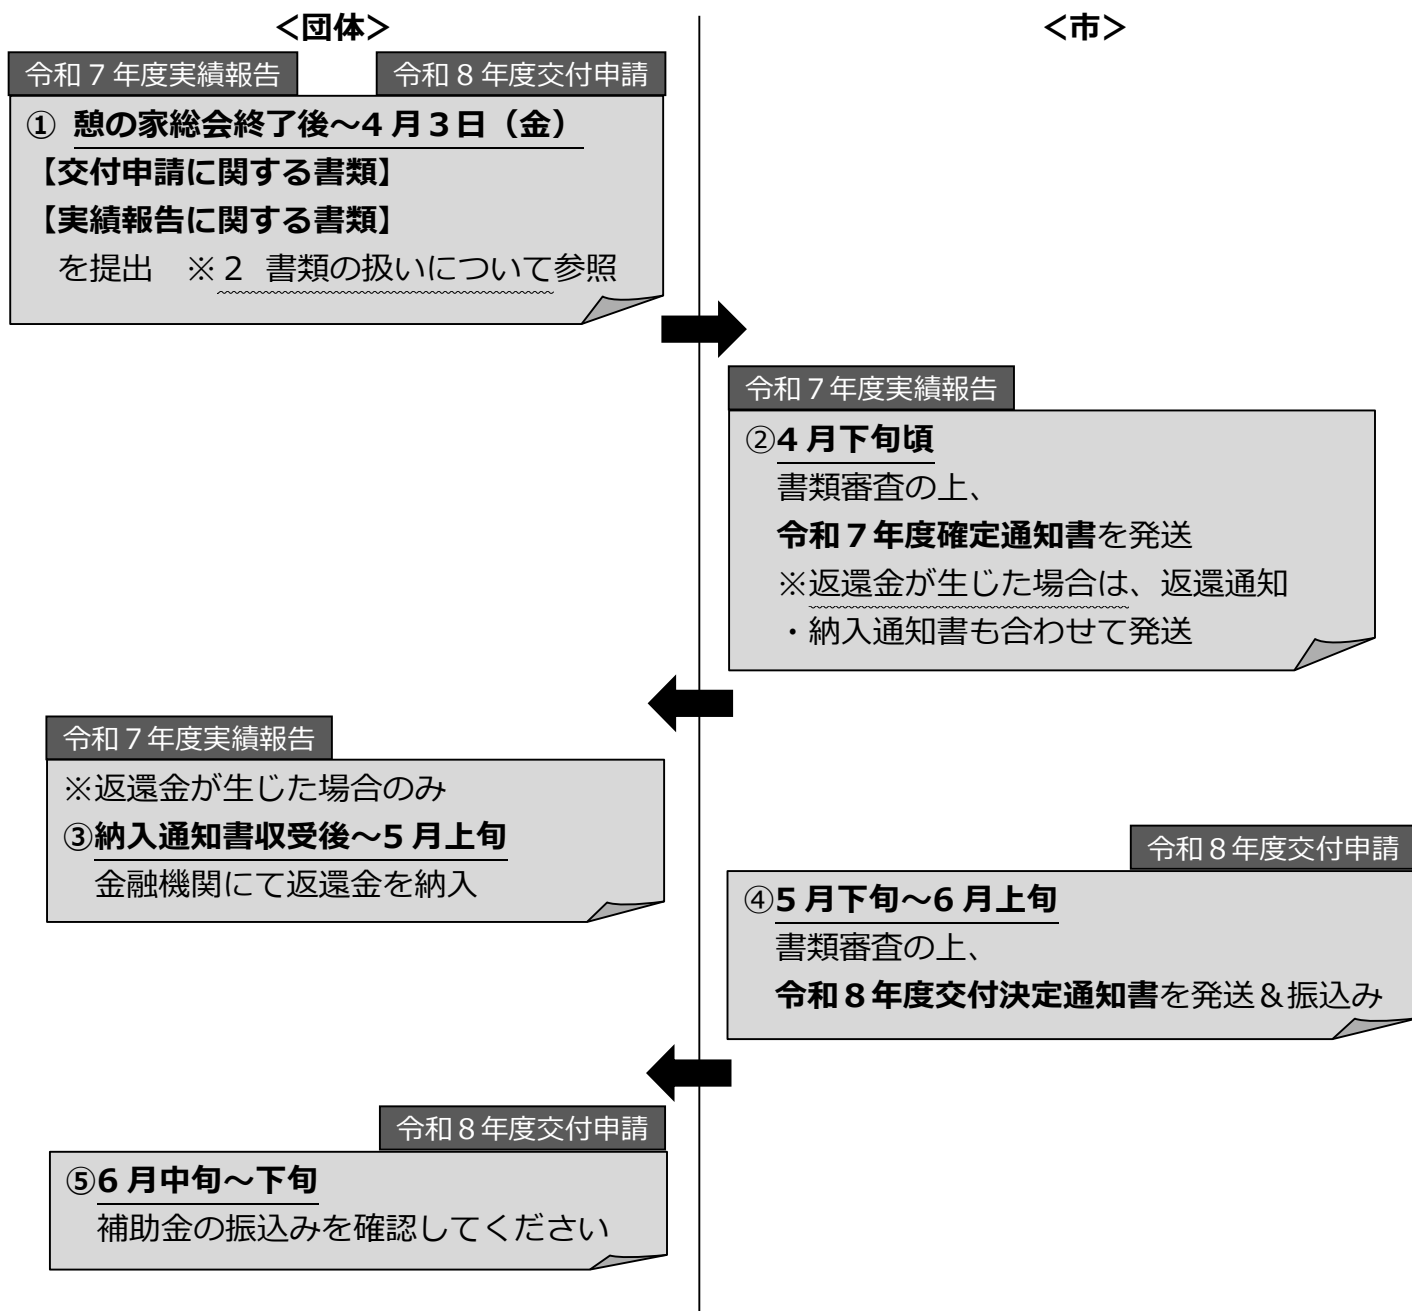 ＜団体＞
＜市＞
令和７年度実績報告
令和８年度交付申請
① 憩の家総会終了後～4月３日（金）
【交付申請に関する書類】
【実績報告に関する書類】
を提出　※２ 書類の扱いについて参照
令和７年度実績報告
②4月下旬頃
書類審査の上、
令和７年度確定通知書を発送
※返還金が生じた場合は、返還通知
・納入通知書も合わせて発送
令和７年度実績報告
※返還金が生じた場合のみ
③納入通知書収受後～5月上旬
金融機関にて返還金を納入
令和８年度交付申請
④5月下旬～6月上旬
書類審査の上、
令和８年度交付決定通知書を発送＆振込み
令和８年度交付申請
⑤6月中旬～下旬
補助金の振込みを確認してください